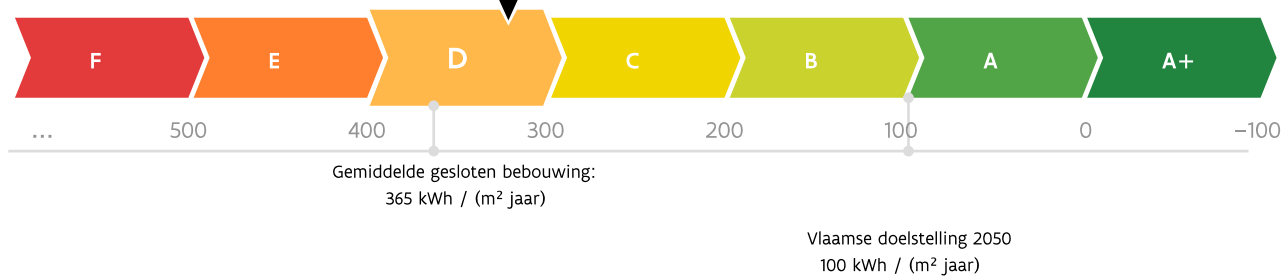 F E D C B A A+
... 500 400 300 200 100 0 –100
Gemiddelde gesloten bebouwing:
365 kWh / (m² jaar)
Vlaamse doelstelling 2050
100 kWh / (m² jaar)